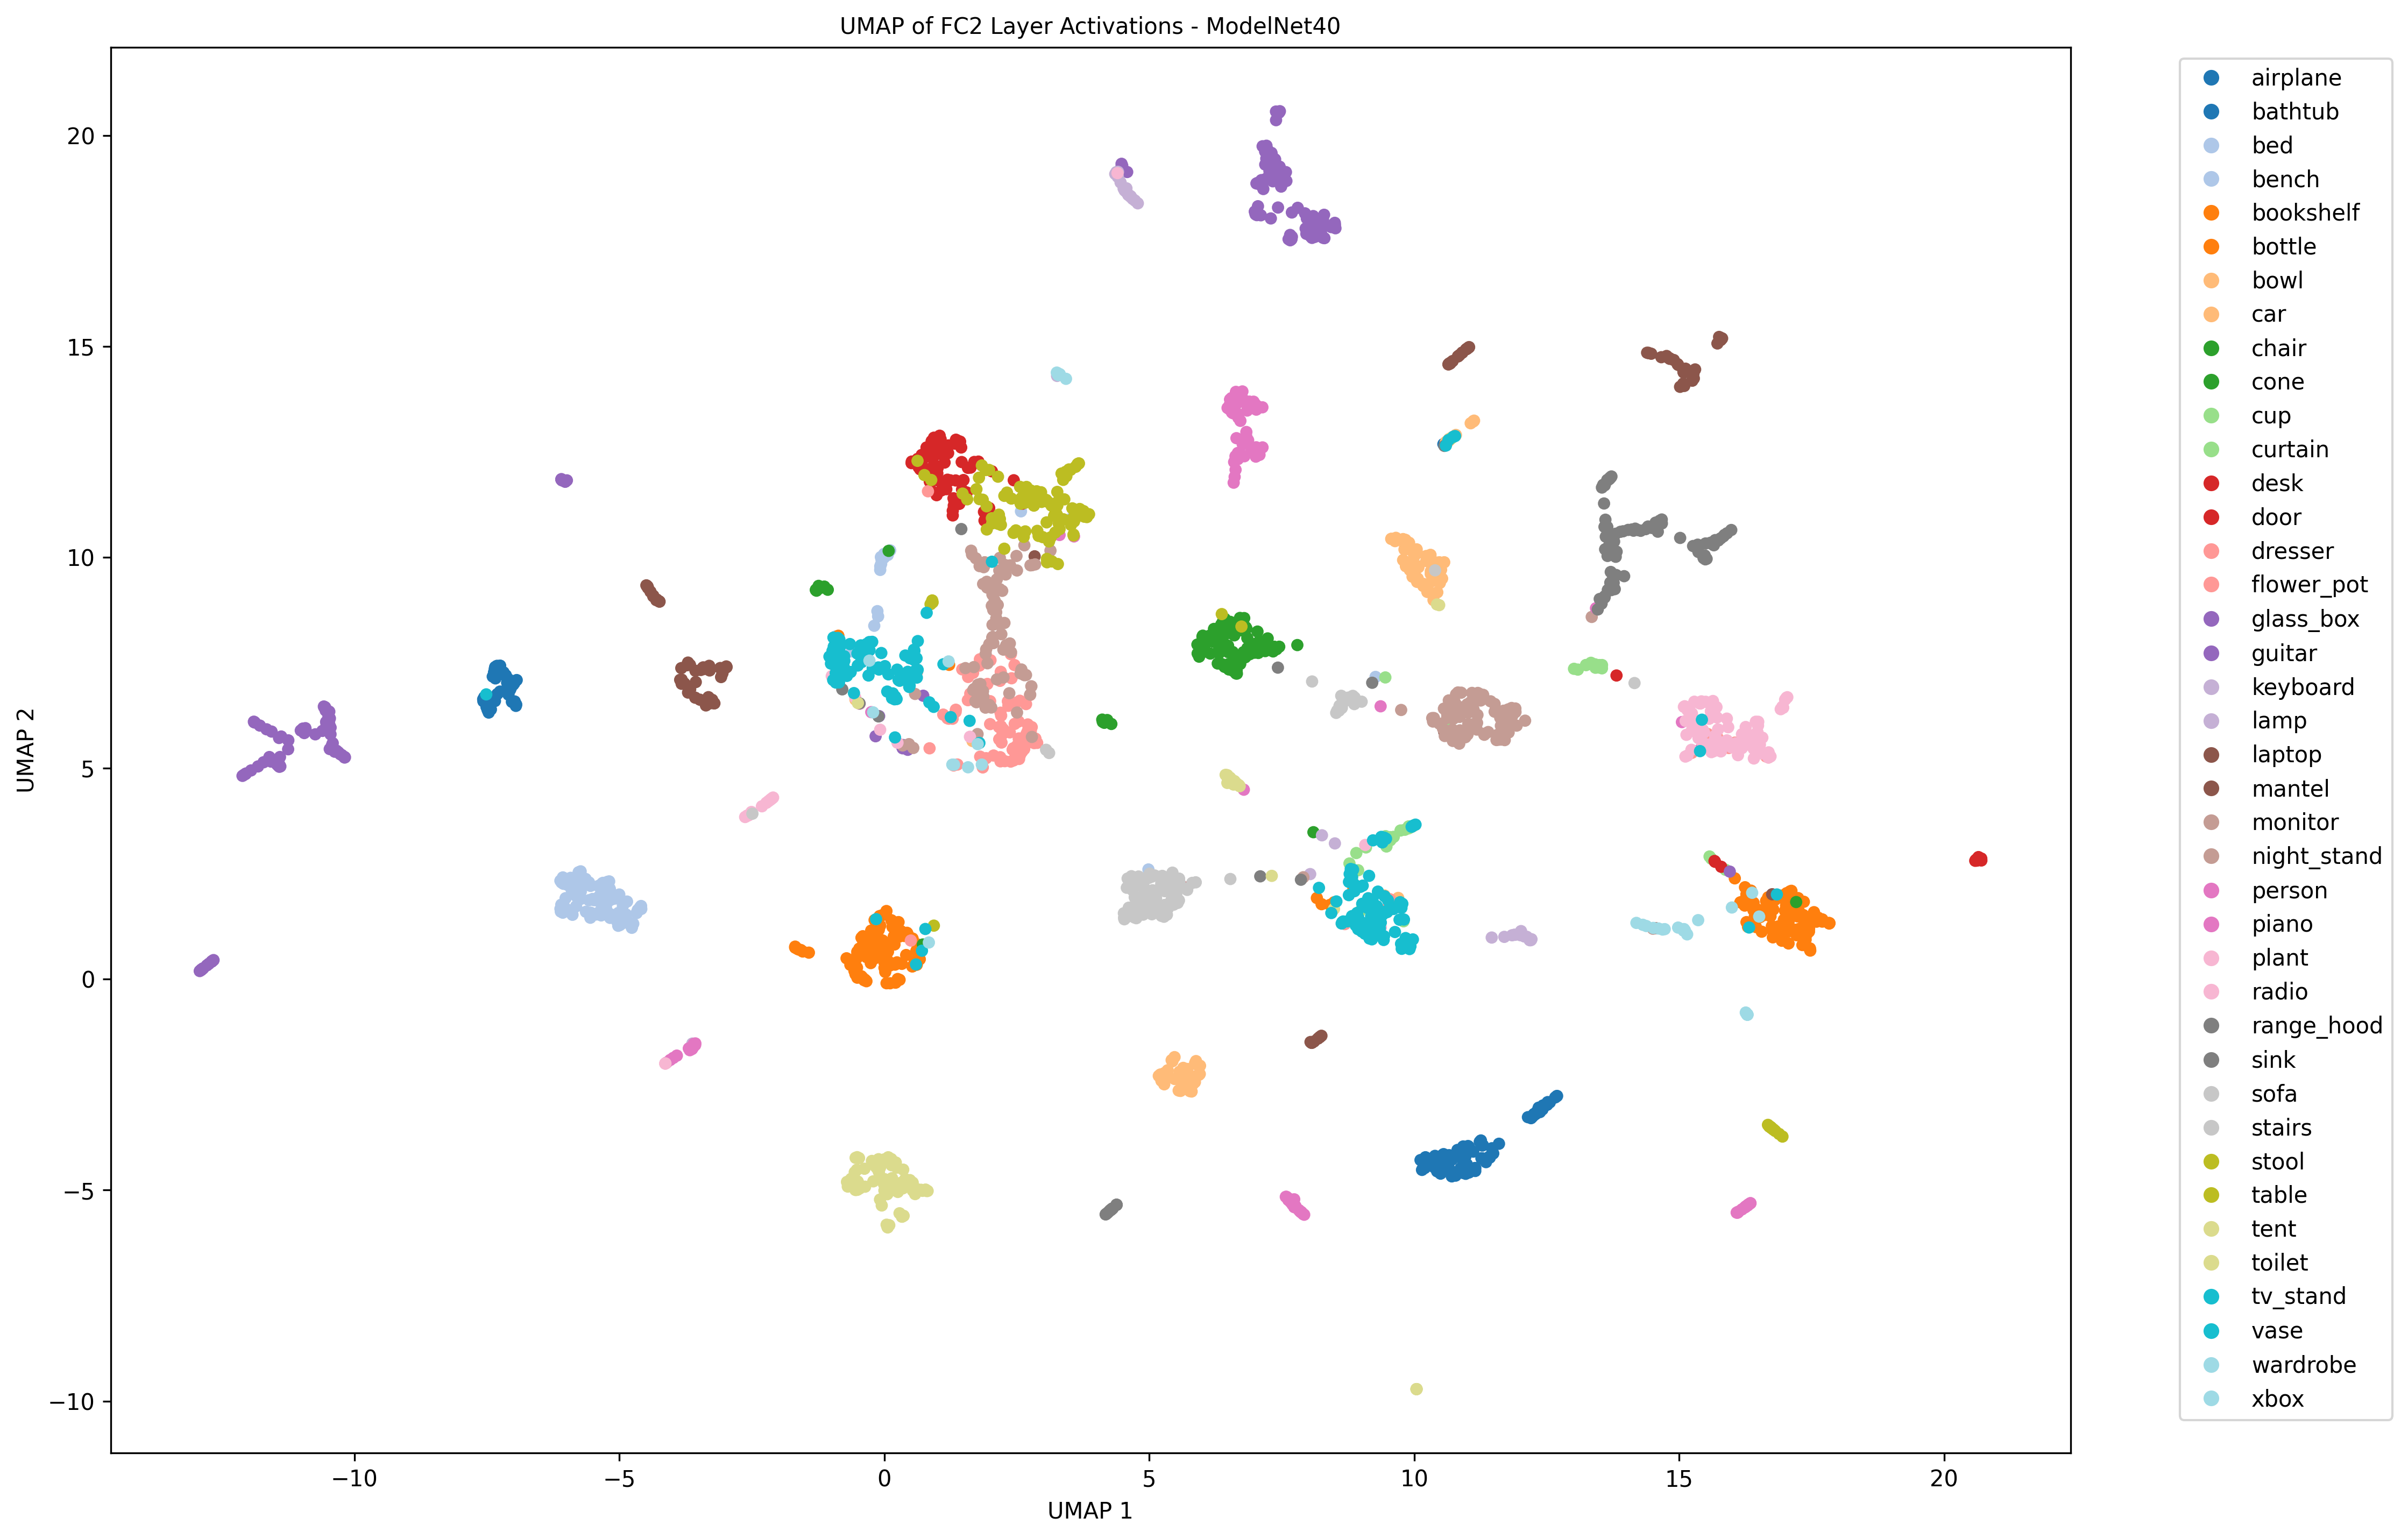 UMAP of FC2 Layer Activations - ModelNet40
20
15
10
5
0
−5
−10
UMAP 2
−10
−5
0
5
10
15
20
UMAP 1
airplane
bathtub
bed
bench
bookshelf
bottle
bowl
car
chair
cone
cup
curtain
desk
door
dresser
flower_pot
glass_box
guitar
keyboard
lamp
laptop
mantel
monitor
night_stand
person
piano
plant
radio
range_hood
sink
sofa
stairs
stool
table
tent
toilet
tv_stand
vase
wardrobe
xbox